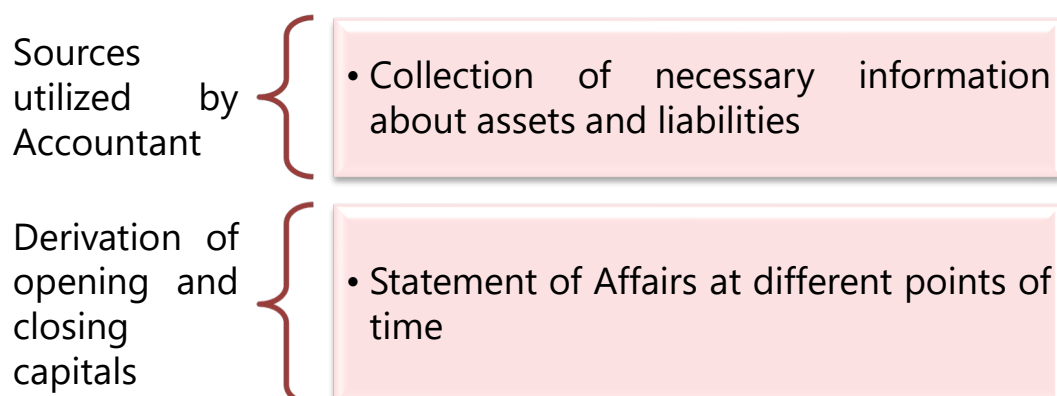 Sources
utilized by
Accountant
• Collection of necessary information
about assets and liabilities
Derivation of
opening and
closing
capitals
• Statement of Affairs at different points of
time